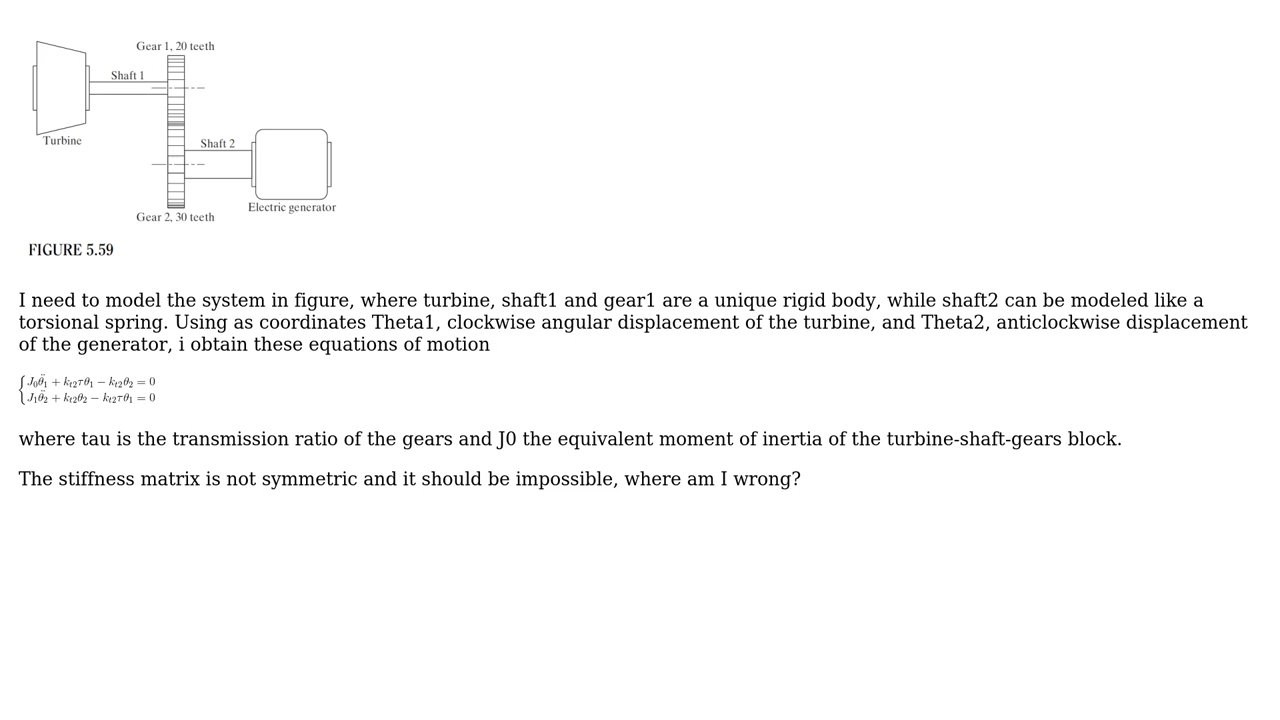 Gear 1, 20 teeth
Shaft 1
Turbine
Shaft 2
Electric generator
Gear 2, 30 teeth
FIGURE 5.59
I need to model the system in figure, where turbine, shaft1 and gear1 are a unique rigid body, while shaft2 can be modeled like a
torsional spring. Using as coordinates Theta1, clockwise angular displacement of the turbine, and Theta2, anticlockwise displacement
of the generator, i obtain these equations of motion
{ J₀θ̈₁ + kₜ₂τθ₁ − kₜ₂θ₂ = 0
J₁θ̈₂ + kₜ₂θ₂ − kₜ₂τθ₁ = 0
where tau is the transmission ratio of the gears and J0 the equivalent moment of inertia of the turbine-shaft-gears block.
The stiffness matrix is not symmetric and it should be impossible, where am I wrong?